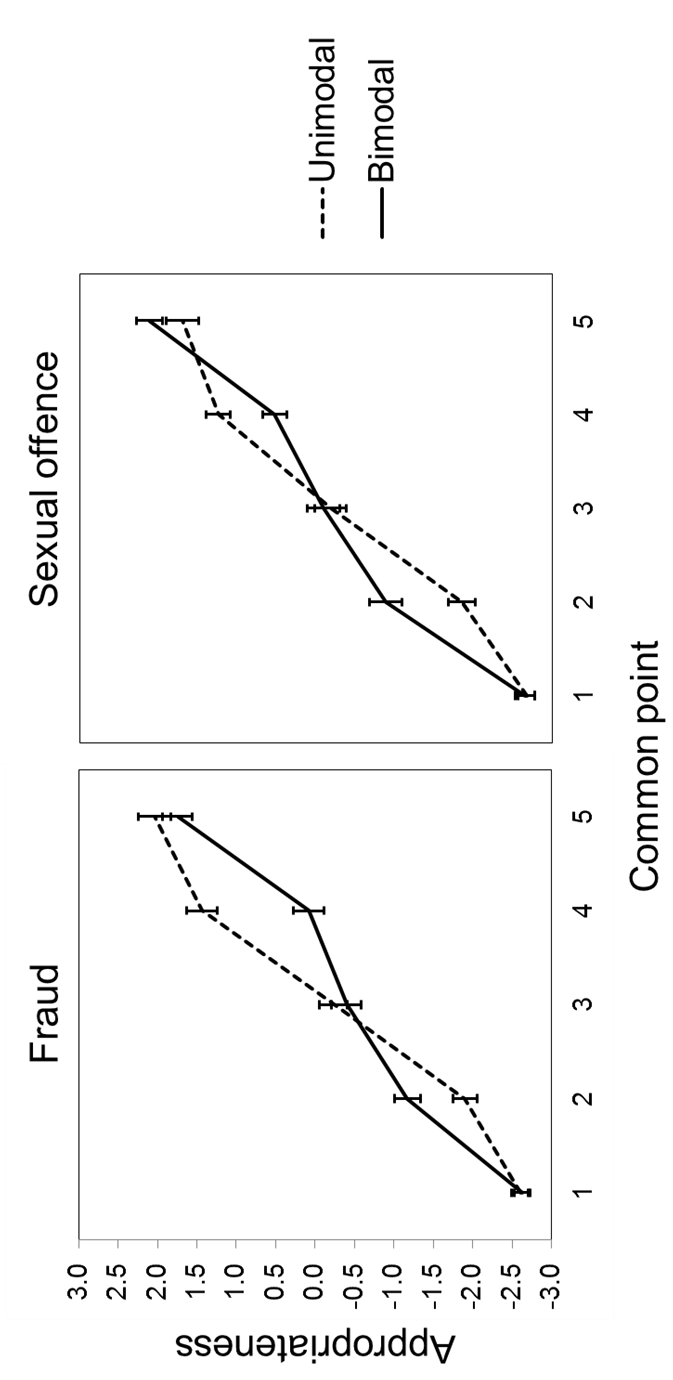 Fraud
Sexual offence
Appropriateness
3.0
2.5
2.0
1.5
1.0
0.5
0.0
-0.5
-1.0
-1.5
-2.0
-2.5
-3.0
1 2 3 4 5
1 2 3 4 5
Common point
Unimodal
Bimodal